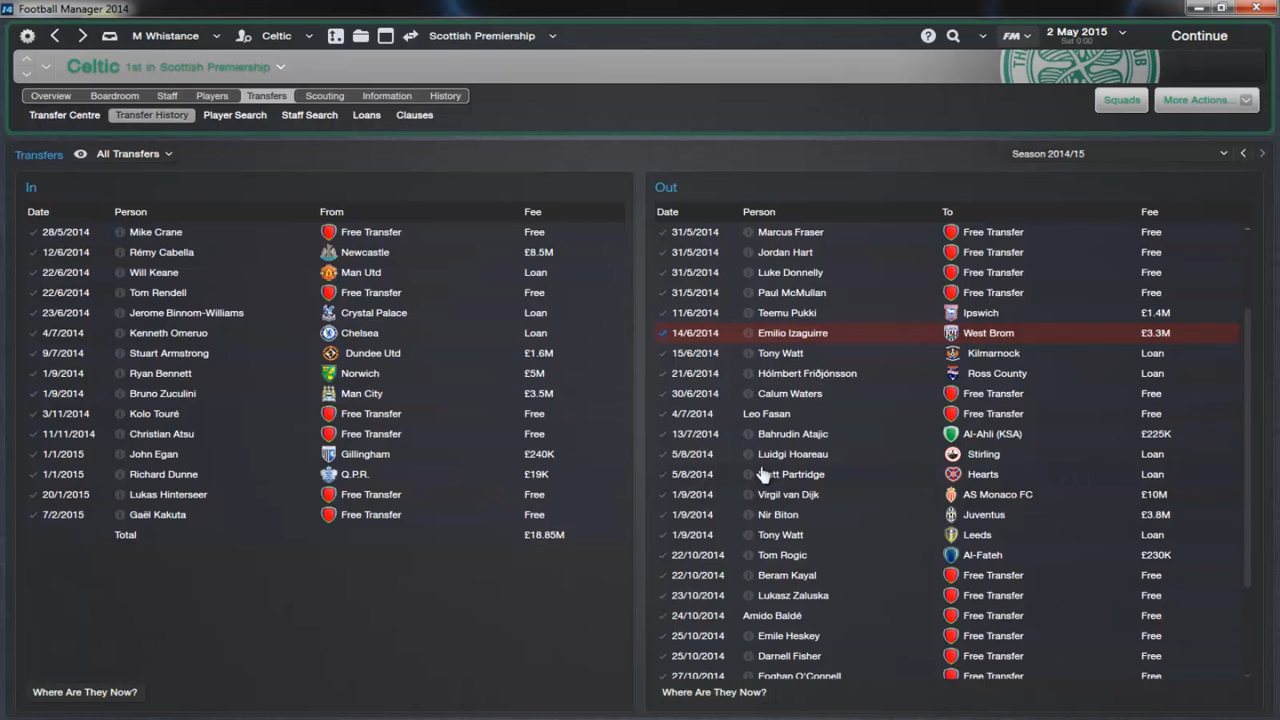 Football Manager 2014
M Whistance Celtic Scottish Premiership FM 2 May 2015 Sat 0:00 Continue
Celtic 1st in Scottish Premiership
Overview Boardroom Staff Players Transfers Scouting Information History Squads More Actions...
Transfer Centre Transfer History Player Search Staff Search Loans Clauses
Transfers All Transfers Season 2014/15
In
Date Person From Fee
28/5/2014 Mike Crane Free Transfer Free
12/6/2014 Rémy Cabella Newcastle £8.5M
22/6/2014 Will Keane Man Utd Loan
22/6/2014 Tom Rendell Free Transfer Free
23/6/2014 Jerome Binnom-Williams Crystal Palace Loan
4/7/2014 Kenneth Omeruo Chelsea Loan
9/7/2014 Stuart Armstrong Dundee Utd £1.6M
1/9/2014 Ryan Bennett Norwich £5M
1/9/2014 Bruno Zuculini Man City £3.5M
3/11/2014 Kolo Touré Free Transfer Free
11/11/2014 Christian Atsu Free Transfer Free
1/1/2015 John Egan Gillingham £240K
1/1/2015 Richard Dunne Q.P.R. £19K
20/1/2015 Lukas Hinterseer Free Transfer Free
7/2/2015 Gaël Kakuta Free Transfer Free
Total £18.85M
Where Are They Now?
Out
Date Person To Fee
31/5/2014 Marcus Fraser Free Transfer Free
31/5/2014 Jordan Hart Free Transfer Free
31/5/2014 Luke Donnelly Free Transfer Free
31/5/2014 Paul McMullan Free Transfer Free
11/6/2014 Teemu Pukki Ipswich £1.4M
14/6/2014 Emilio Izaguirre West Brom £3.3M
15/6/2014 Tony Watt Kilmarnock Loan
21/6/2014 Hólmbert Friðjónsson Ross County Loan
30/6/2014 Calum Waters Free Transfer Free
4/7/2014 Leo Fasan Free Transfer Free
13/7/2014 Bahrudin Atajic Al-Ahli (KSA) £225K
5/8/2014 Luidgi Hoareau Stirling Loan
5/8/2014 Partridge Hearts Loan
1/9/2014 Virgil van Dijk AS Monaco FC £10M
1/9/2014 Nir Biton Juventus £3.8M
1/9/2014 Tony Watt Leeds Loan
22/10/2014 Tom Rogic Al-Fateh £230K
22/10/2014 Beram Kayal Free Transfer Free
23/10/2014 Lukasz Zaluska Free Transfer Free
24/10/2014 Amido Baldé Free Transfer Free
25/10/2014 Emile Heskey Free Transfer Free
25/10/2014 Darnell Fisher Free Transfer Free
27/10/2014 Eoghan O'Connell Free Transfer Free
Where Are They Now?